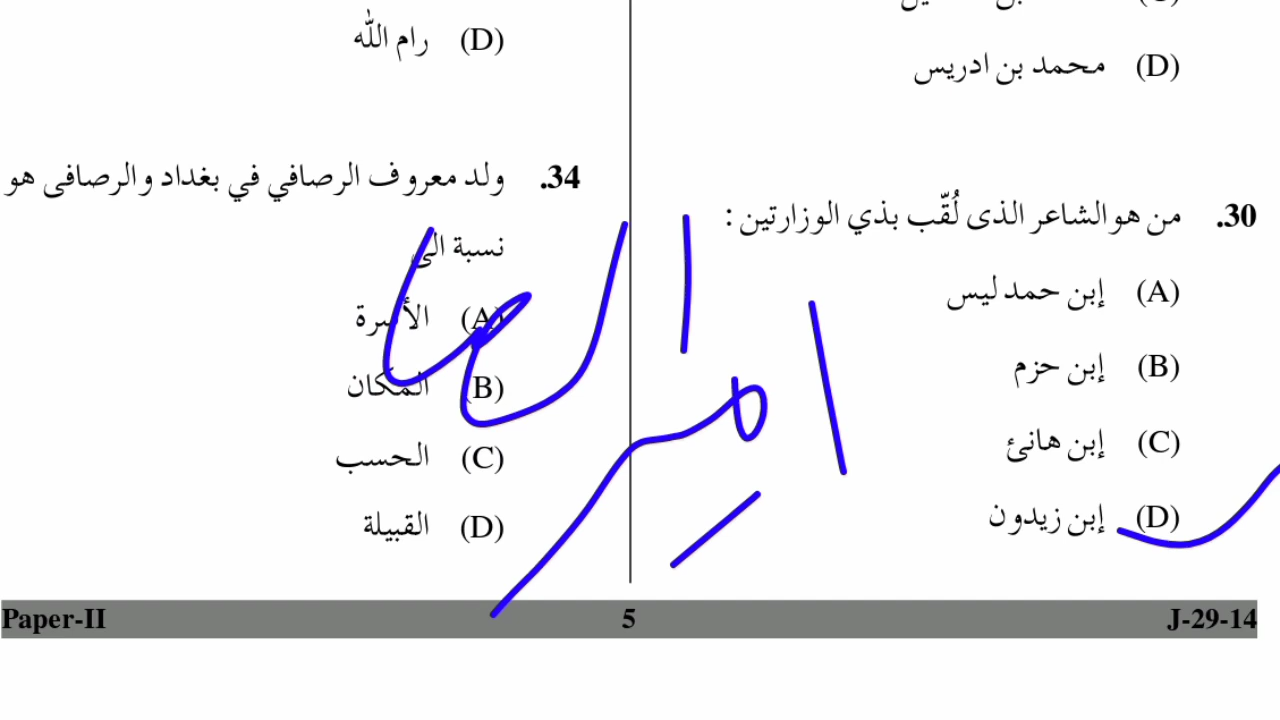 (D) محمد بن ادريس
30. من هو الشاعر الذى لُقّب بذي الوزارتين :
(A) إبن حمد ليس
(B) إبن حزم
(C) إبن هانئ
(D) إبن زيدون
(D) رام الله
34. ولد معروف الرصافي في بغداد والرصافى هو
نسبة الى
(A) الأسرة
(B) المكان
(C) الحسب
(D) القبيلة
Paper-II 5 J-29-14